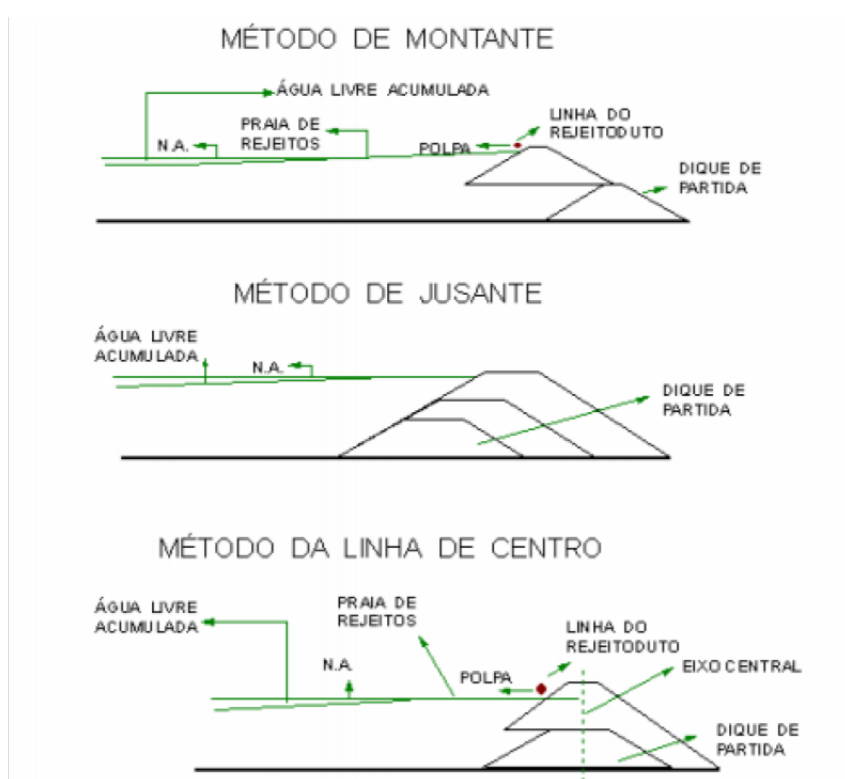 MÉTODO DE MONTANTE
ÁGUA LIVRE ACUMULADA
LINHA DO
REJEITODUTO
PRAIA DE
REJEITOS
N.A.
POLPA
DIQUE DE
PARTIDA
MÉTODO DE JUSANTE
ÁGUA LIVRE
ACUMULADA
N.A.
DIQUE DE
PARTIDA
MÉTODO DA LINHA DE CENTRO
ÁGUA LIVRE
ACUMULADA
PRAIA DE
REJEITOS
LINHA DO
REJEITODUTO
N.A.
POLPA
EIXO CENTRAL
DIQUE DE
PARTIDA